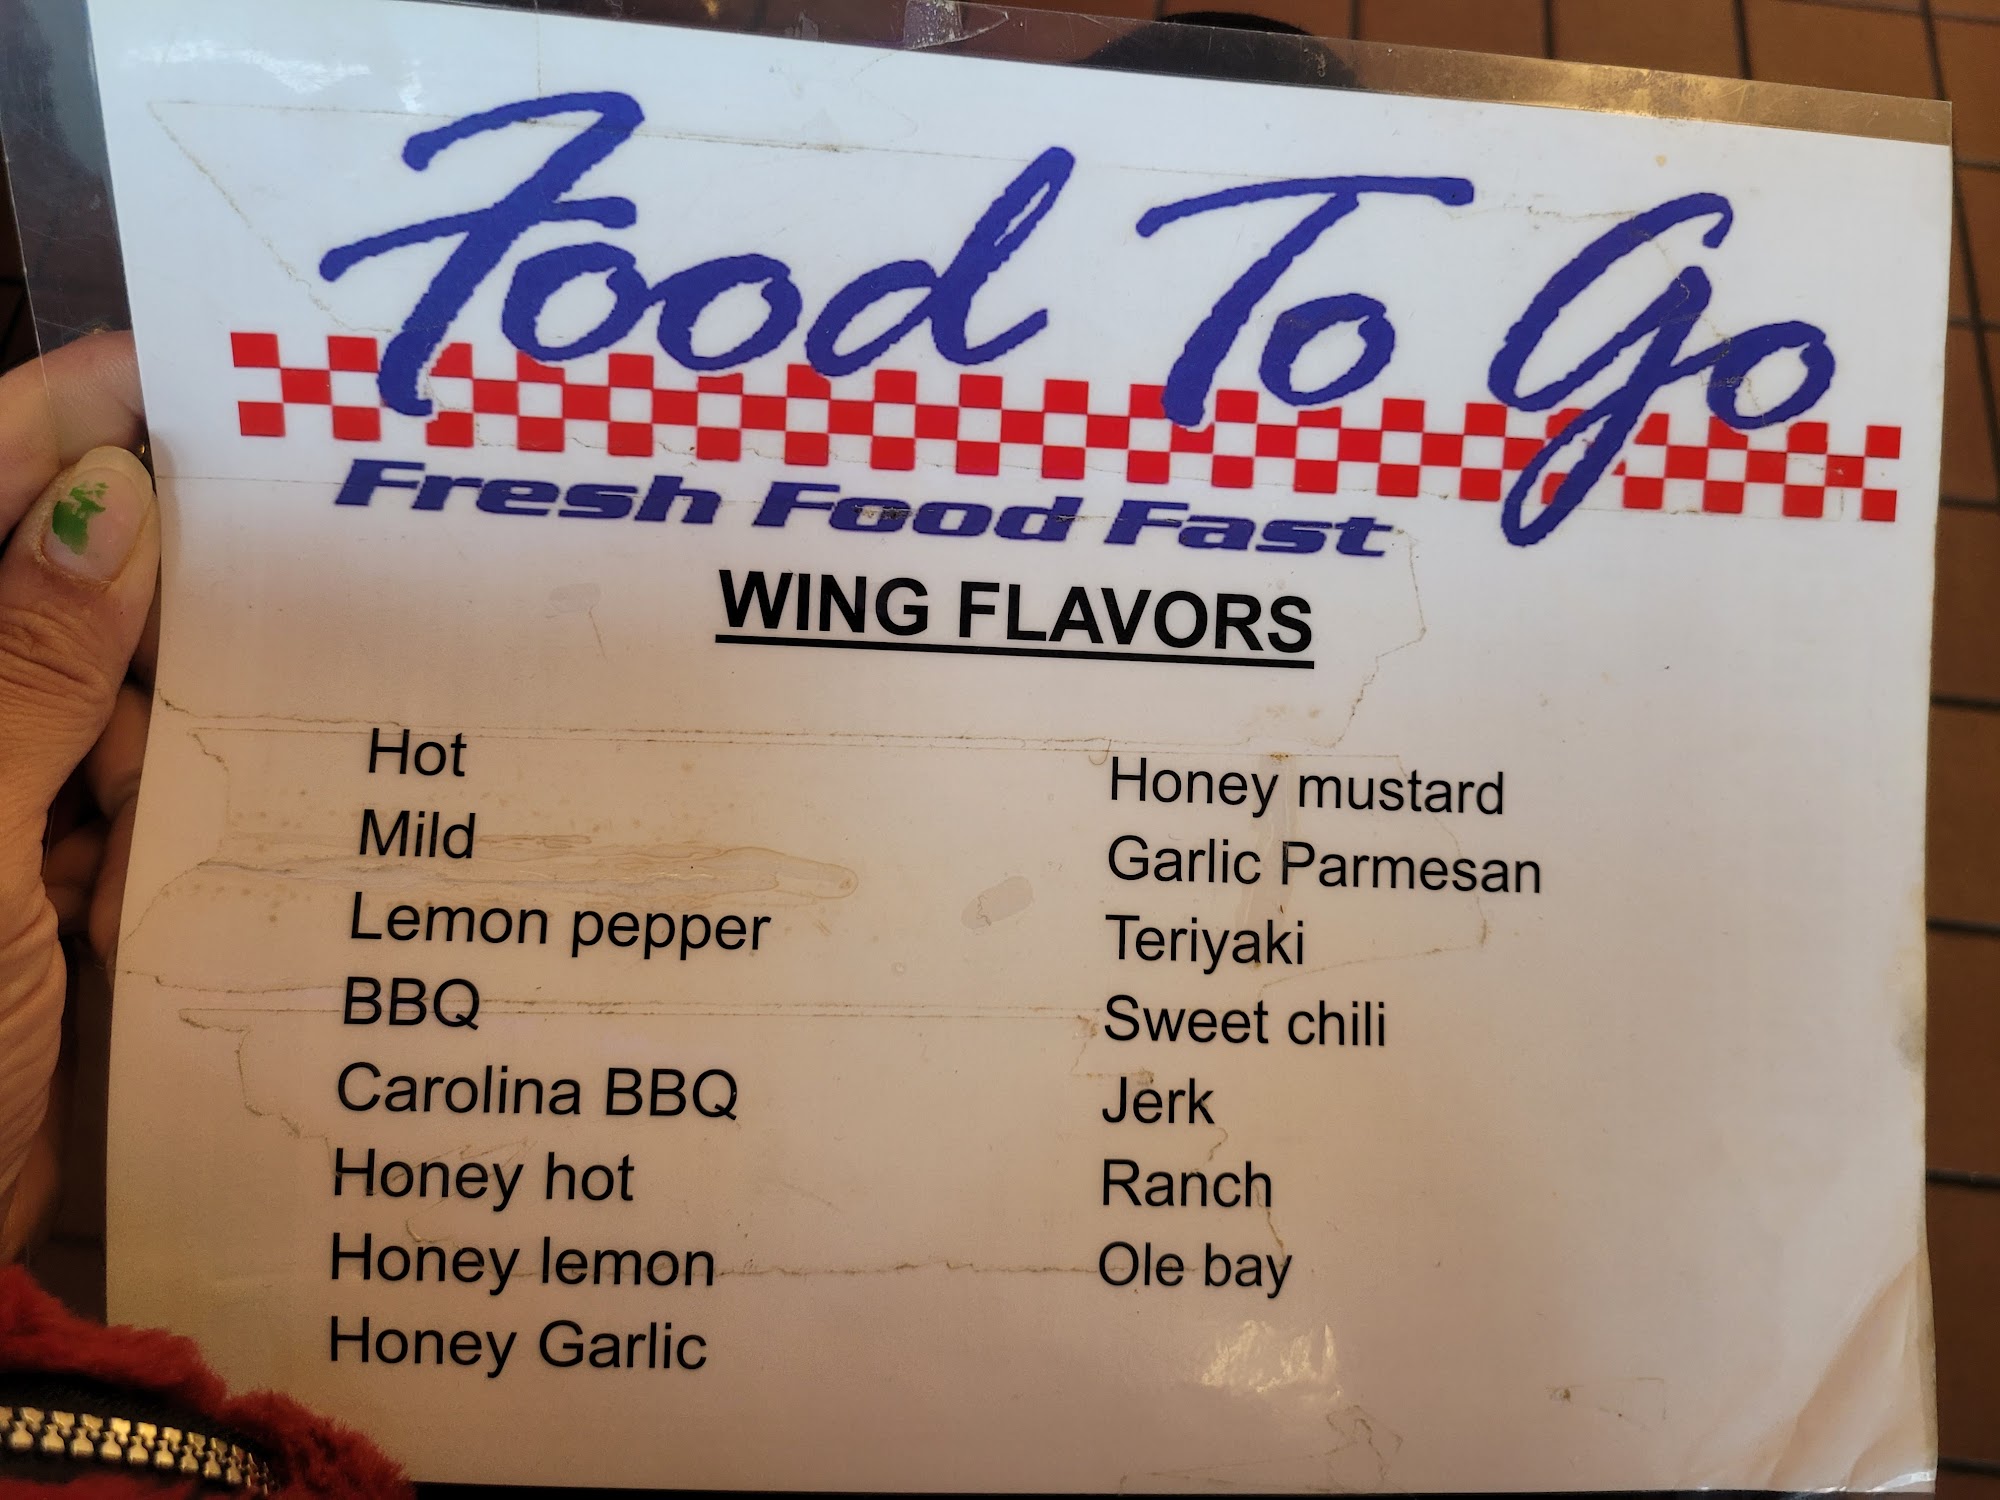 Food To Go
Fresh Food Fast
WING FLAVORS
Hot
Mild
Lemon pepper
BBQ
Carolina BBQ
Honey hot
Honey lemon
Honey Garlic
Honey mustard
Garlic Parmesan
Teriyaki
Sweet chili
Jerk
Ranch
Ole bay